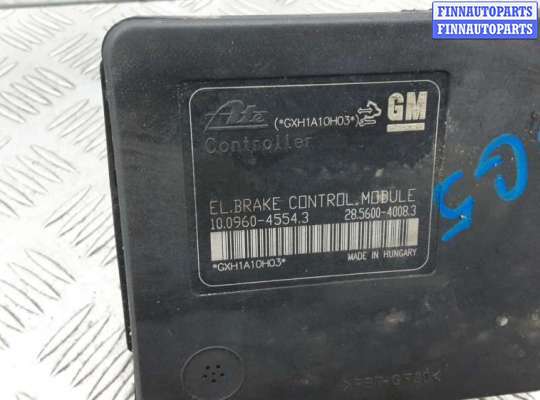 FINNAUTOPARTS
FINNAUTOPARTS
Ate (*GXH1A10H03*) GM
Controller
EL.BRAKE CONTROL.MODULE
10.0960-4554.3 28.5600-4008.3
*GXH1A10H03* MADE IN HUNGARY
G5